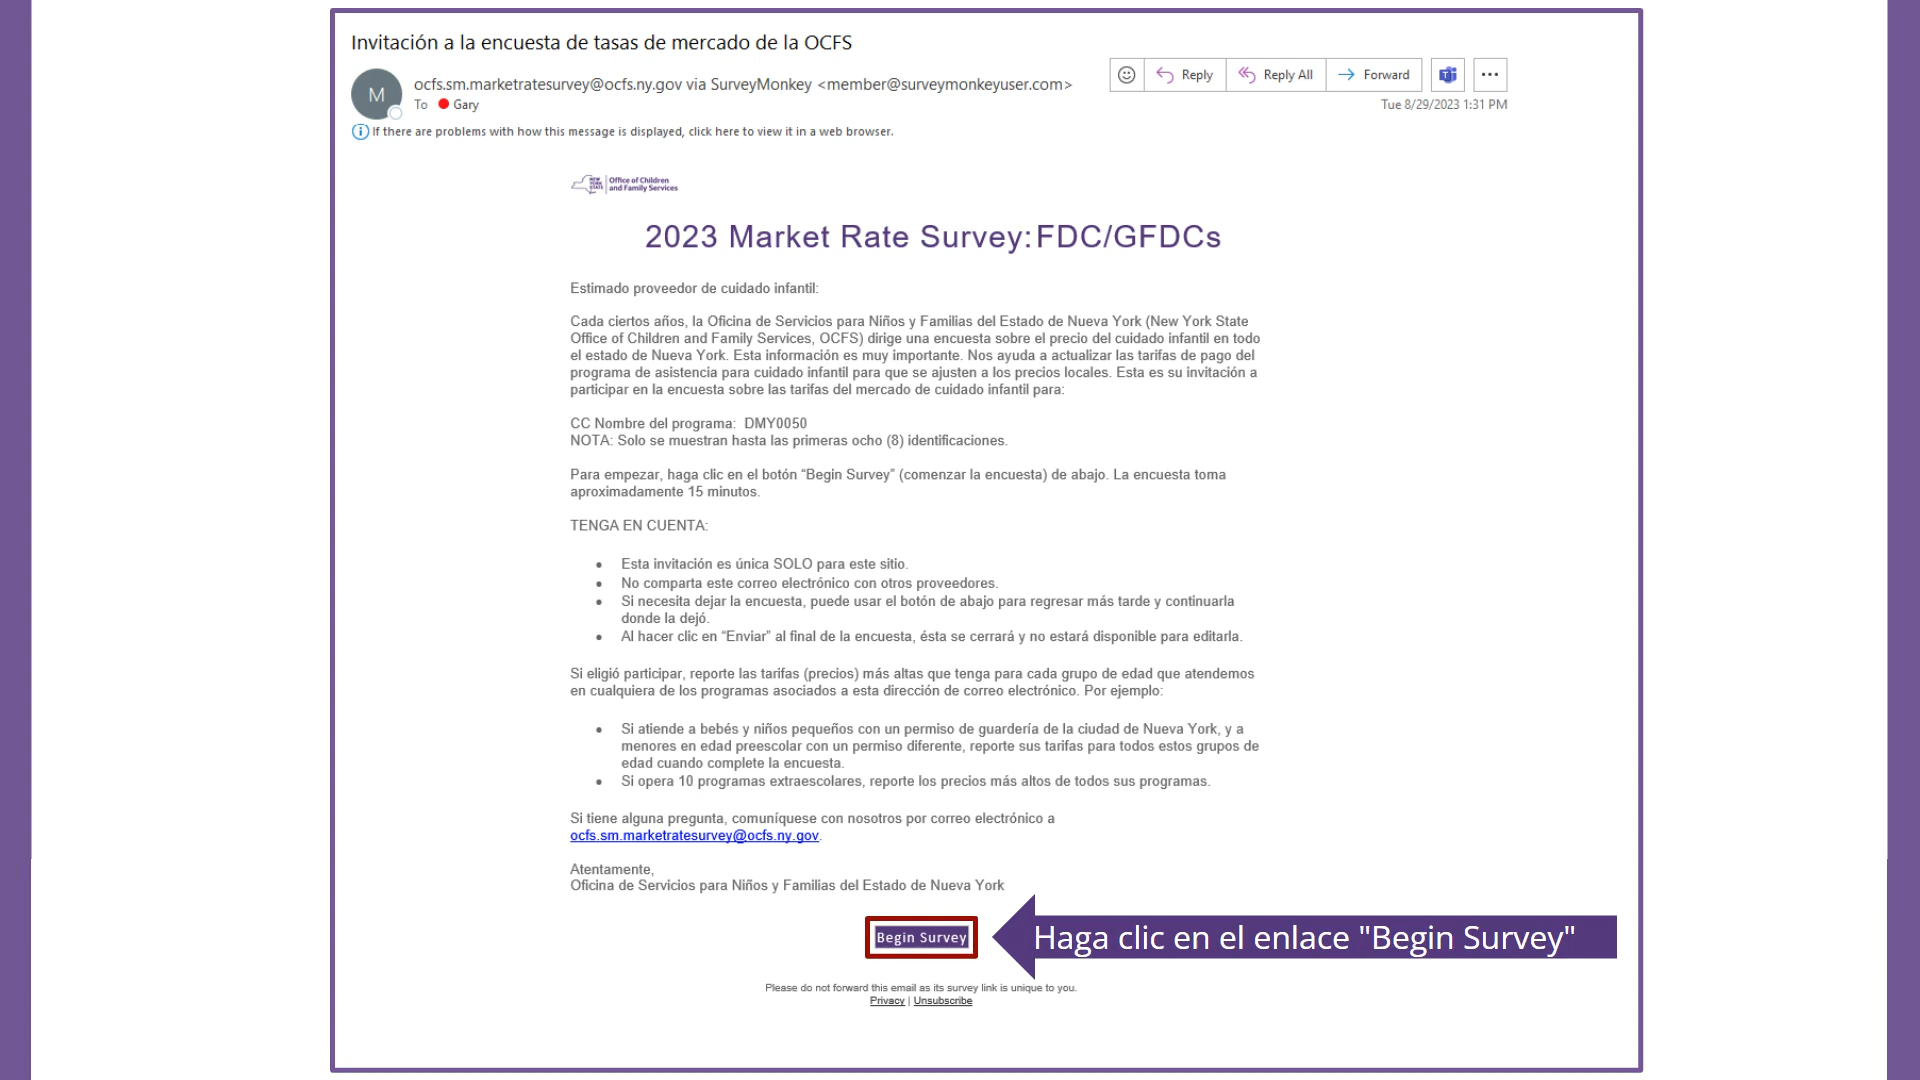 Invitación a la encuesta de tasas de mercado de la OCFS
M
ocfs.sm.marketratesurvey@ocfs.ny.gov via SurveyMonkey <member@surveymonkeyuser.com>
To Gary
Reply
Reply All
Forward
Tue 8/29/2023 1:31 PM
If there are problems with how this message is displayed, click here to view it in a web browser.
NEW YORK STATE
Office of Children
and Family Services
2023 Market Rate Survey: FDC/GFDCs
Estimado proveedor de cuidado infantil:
Cada ciertos años, la Oficina de Servicios para Niños y Familias del Estado de Nueva York (New York State
Office of Children and Family Services, OCFS) dirige una encuesta sobre el precio del cuidado infantil en todo
el estado de Nueva York. Esta información es muy importante. Nos ayuda a actualizar las tarifas de pago del
programa de asistencia para cuidado infantil para que se ajusten a los precios locales. Esta es su invitación a
participar en la encuesta sobre las tarifas del mercado de cuidado infantil para:
CC Nombre del programa: DMY0050
NOTA: Solo se muestran hasta las primeras ocho (8) identificaciones.
Para empezar, haga clic en el botón “Begin Survey” (comenzar la encuesta) de abajo. La encuesta toma
aproximadamente 15 minutos.
TENGA EN CUENTA:
• Esta invitación es única SOLO para este sitio.
• No comparta este correo electrónico con otros proveedores.
• Si necesita dejar la encuesta, puede usar el botón de abajo para regresar más tarde y continuarla
donde la dejó.
• Al hacer clic en “Enviar” al final de la encuesta, ésta se cerrará y no estará disponible para editarla.
Si eligió participar, reporte las tarifas (precios) más altas que tenga para cada grupo de edad que atendemos
en cualquiera de los programas asociados a esta dirección de correo electrónico. Por ejemplo:
• Si atiende a bebés y niños pequeños con un permiso de guardería de la ciudad de Nueva York, y a
menores en edad preescolar con un permiso diferente, reporte sus tarifas para todos estos grupos de
edad cuando complete la encuesta.
• Si opera 10 programas extraescolares, reporte los precios más altos de todos sus programas.
Si tiene alguna pregunta, comuníquese con nosotros por correo electrónico a
ocfs.sm.marketratesurvey@ocfs.ny.gov.
Atentamente,
Oficina de Servicios para Niños y Familias del Estado de Nueva York
Begin Survey
Haga clic en el enlace "Begin Survey"
Please do not forward this email as its survey link is unique to you.
Privacy | Unsubscribe